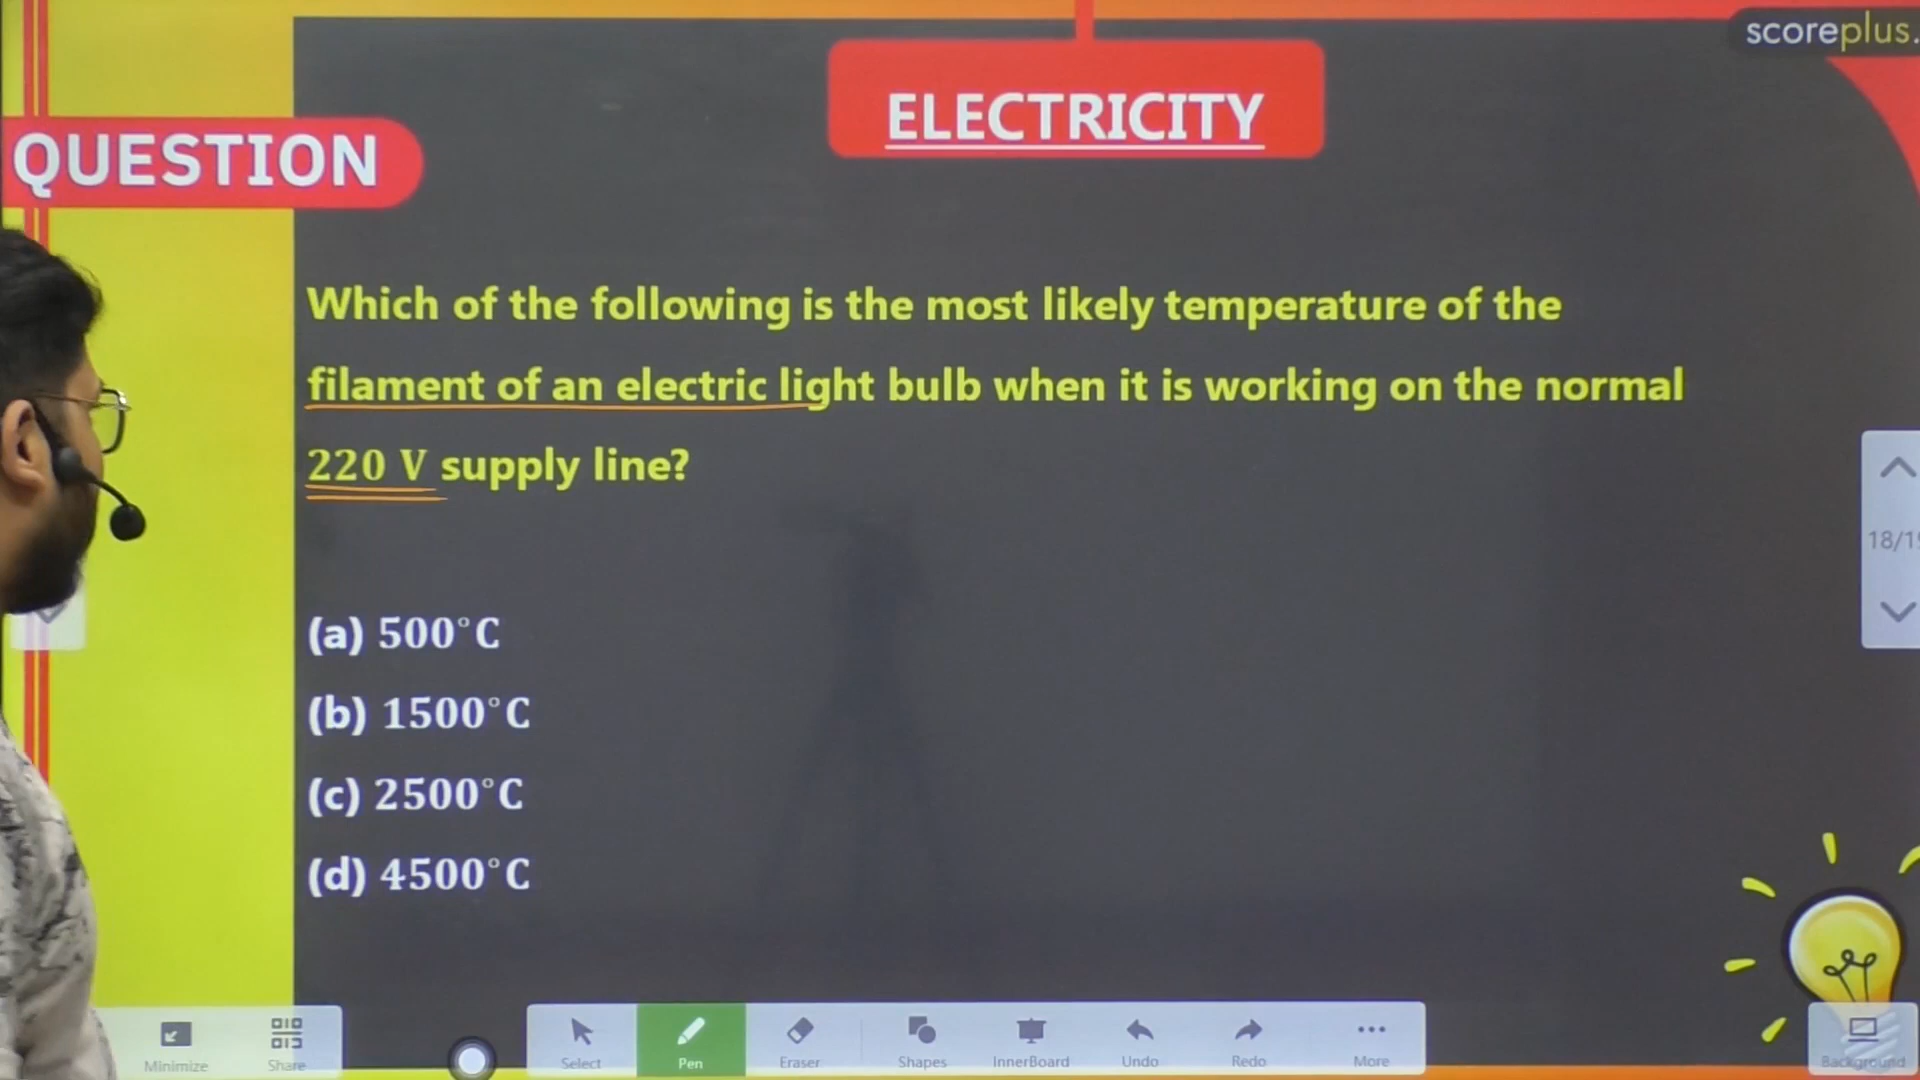 scoreplus.
ELECTRICITY
QUESTION
Which of the following is the most likely temperature of the
filament of an electric light bulb when it is working on the normal
220 V supply line?
18/19
(a) 500°C
(b) 1500°C
(c) 2500°C
(d) 4500°C
Minimize
Share
Select
Pen
Eraser
Shapes
InnerBoard
Undo
Redo
More
Background